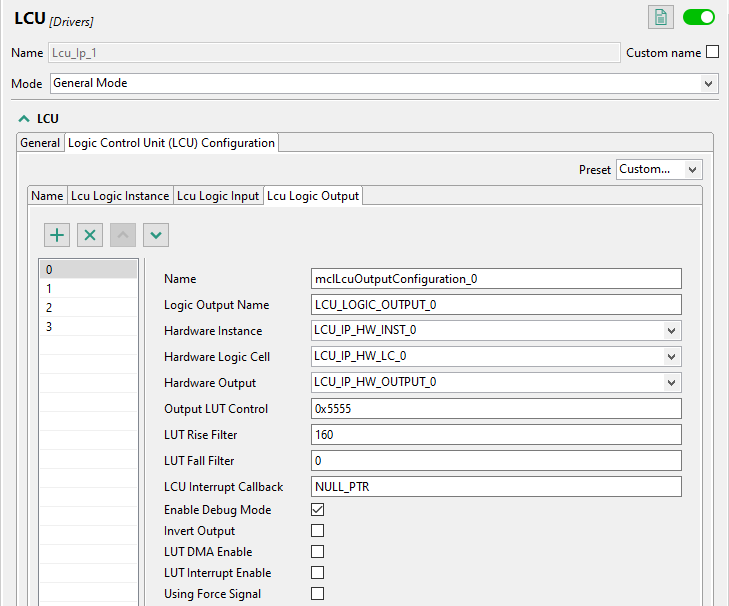 LCU [Drivers]
Name Lcu_Ip_1 Custom name
Mode General Mode
LCU
General Logic Control Unit (LCU) Configuration
Preset Custom...
Name Lcu Logic Instance Lcu Logic Input Lcu Logic Output
0
1
2
3
Name mclLcuOutputConfiguration_0
Logic Output Name LCU_LOGIC_OUTPUT_0
Hardware Instance LCU_IP_HW_INST_0
Hardware Logic Cell LCU_IP_HW_LC_0
Hardware Output LCU_IP_HW_OUTPUT_0
Output LUT Control 0x5555
LUT Rise Filter 160
LUT Fall Filter 0
LCU Interrupt Callback NULL_PTR
Enable Debug Mode
Invert Output
LUT DMA Enable
LUT Interrupt Enable
Using Force Signal